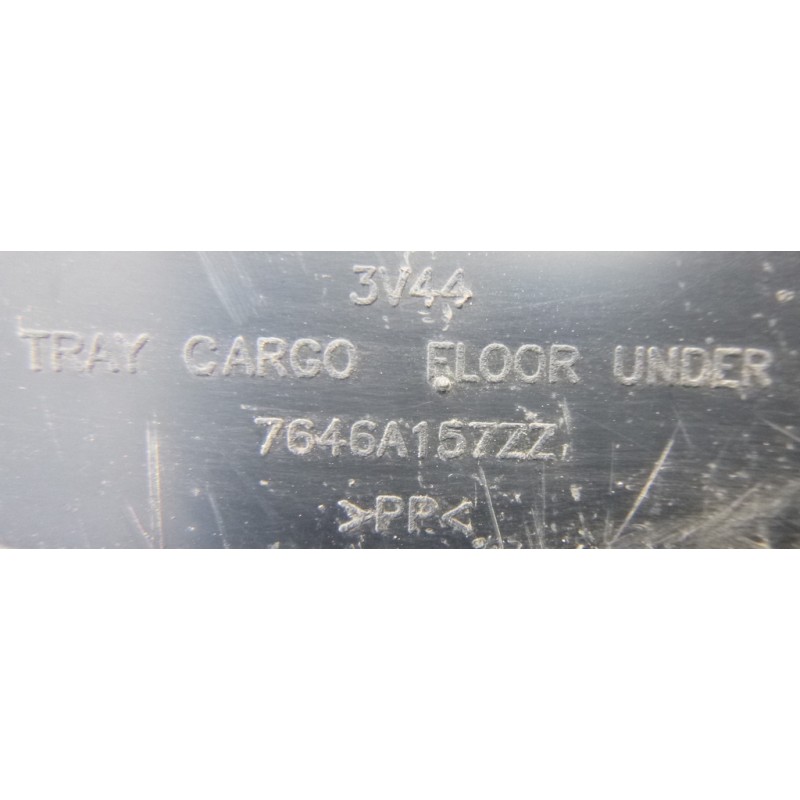 3V44
TRAY CARGO FLOOR UNDER
7646A157ZZ
>PP<